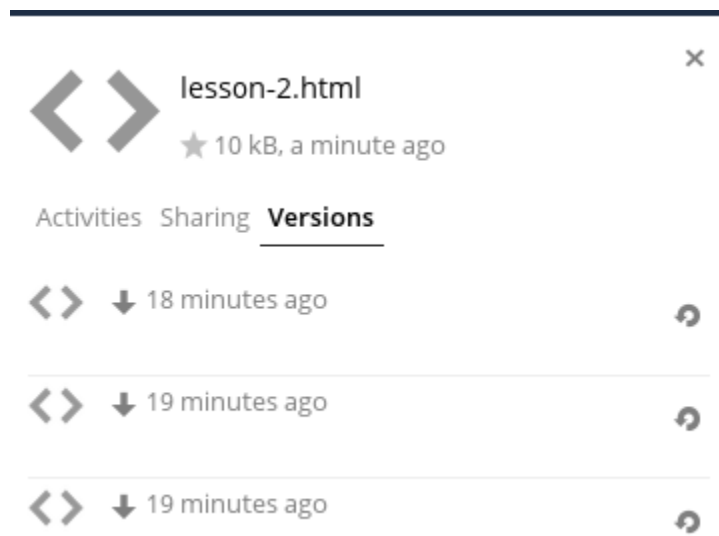 lesson-2.html
10 kB, a minute ago
Activities Sharing Versions
18 minutes ago
19 minutes ago
19 minutes ago